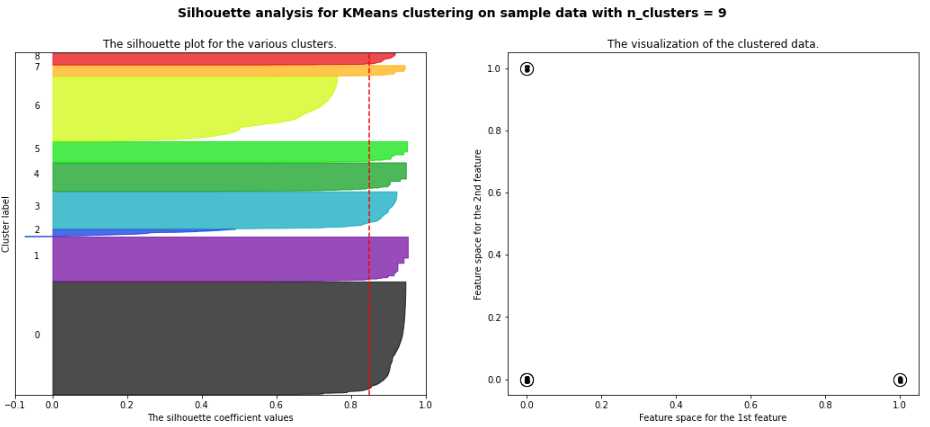 Silhouette analysis for KMeans clustering on sample data with n_clusters = 9
The silhouette plot for the various clusters.
8
7
6
5
4
3
2
1
0
Cluster label
−0.1 0.0 0.2 0.4 0.6 0.8 1.0
The silhouette coefficient values
The visualization of the clustered data.
1.0
0.8
0.6
0.4
0.2
0.0
Feature space for the 2nd feature
0.0 0.2 0.4 0.6 0.8 1.0
Feature space for the 1st feature